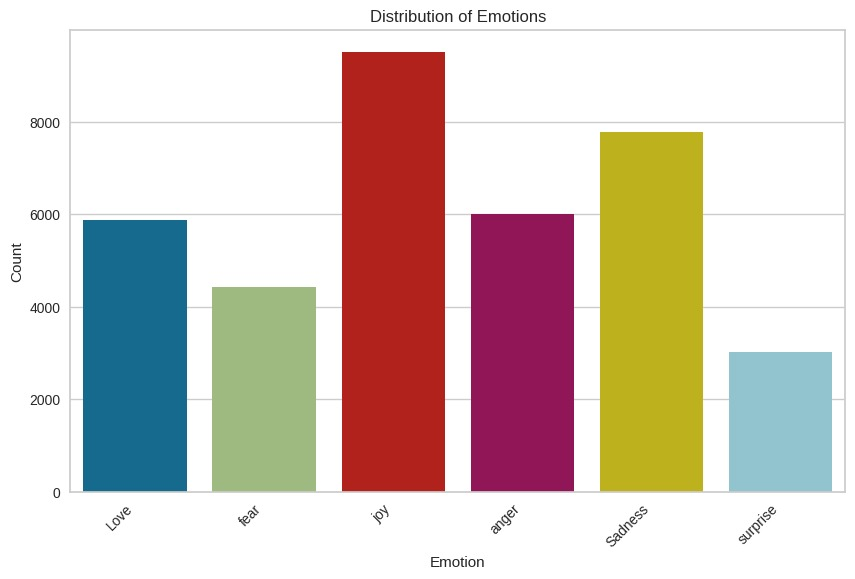 Distribution of Emotions
8000
6000
4000
2000
0
Count
Love
fear
joy
anger
Sadness
surprise
Emotion